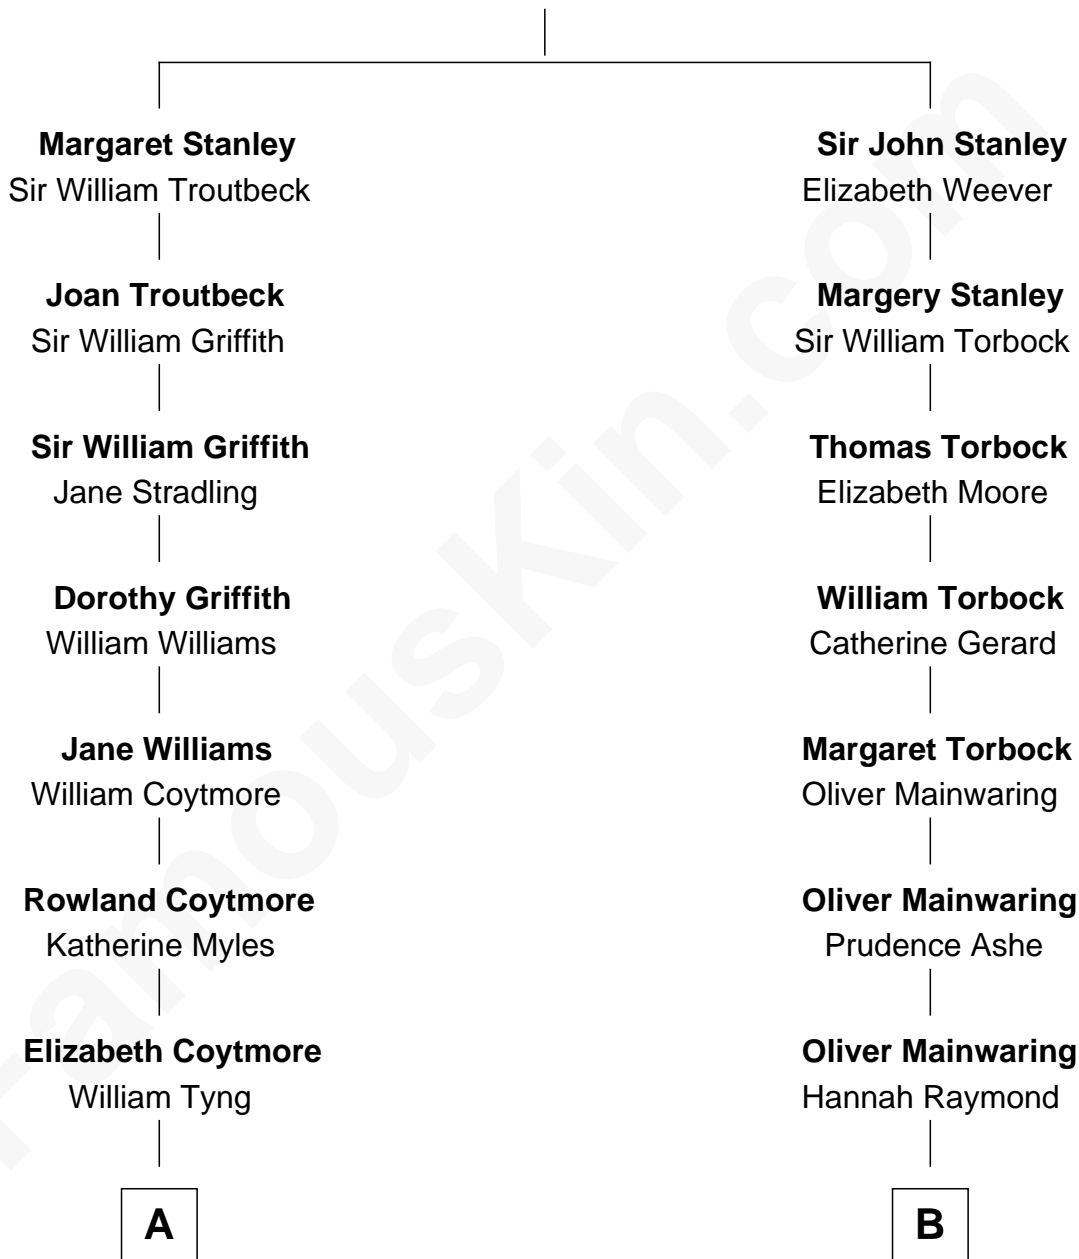 Margaret Stanley
Sir William Troutbeck
Joan Troutbeck
Sir William Griffith
Sir William Griffith
Jane Stradling
Dorothy Griffith
William Williams
Jane Williams
William Coytmore
Rowland Coytmore
Katherine Myles
Elizabeth Coytmore
William Tyng
A
Sir John Stanley
Elizabeth Weever
Margery Stanley
Sir William Torbock
Thomas Torbock
Elizabeth Moore
William Torbock
Catherine Gerard
Margaret Torbock
Oliver Mainwaring
Oliver Mainwaring
Prudence Ashe
Oliver Mainwaring
Hannah Raymond
B
FamousKin.com